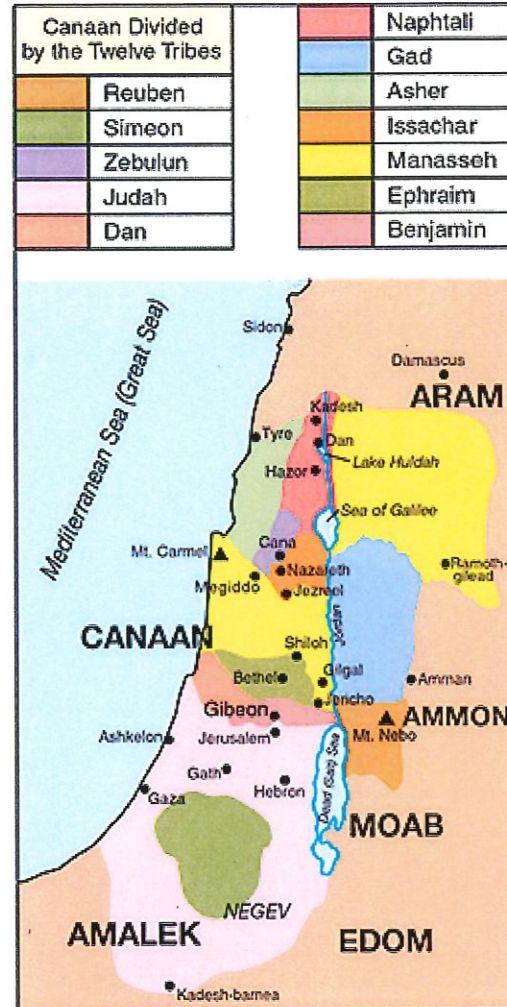 Canaan Divided
by the Twelve Tribes
Reuben
Simeon
Zebulun
Judah
Dan
Naphtali
Gad
Asher
Issachar
Manasseh
Ephraim
Benjamin
Mediterranean Sea (Great Sea)
Sidon
Damascus
ARAM
Kadesh
Tyre
Dan
Lake Huldah
Hazor
Sea of Galilee
Mt. Carmel
Cana
Nazareth
Ramoth-
gilead
Megiddo
Jezreel
Jordan
CANAAN
Shiloh
Bethel
Gilgal
Amman
Jericho
Gibeon
AMMON
Mt. Nebo
Ashkelon
Jerusalem
Dead (Salt) Sea
Gath
Gaza
Hebron
MOAB
NEGEV
AMALEK
EDOM
Kadesh-barnea